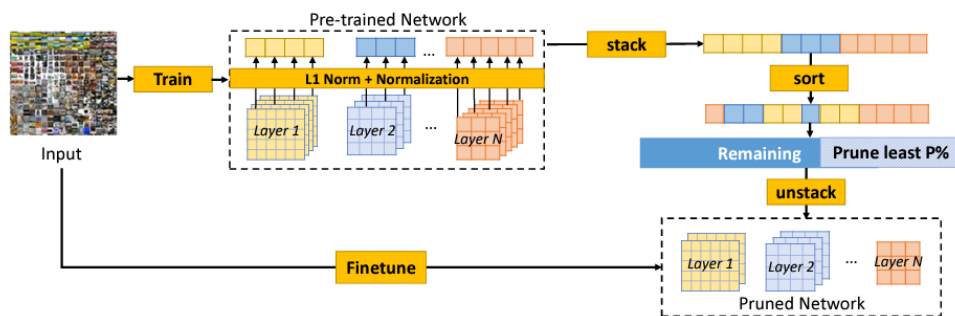 Pre-trained Network
stack
Train
L1 Norm + Normalization
sort
Layer 1
Layer 2
...
...
Layer N
Input
Remaining
Prune least P%
unstack
Finetune
Layer 1
Layer 2
...
Layer N
Pruned Network